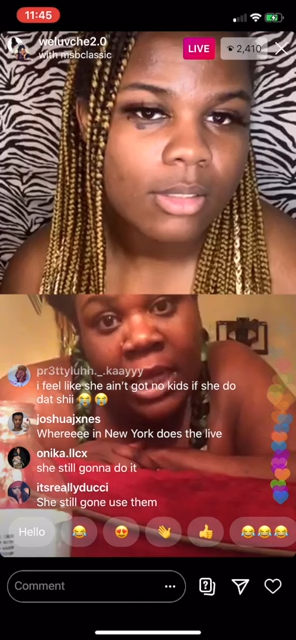 11:45
weluvche2.0
with msbclassic
LIVE
2,410
pr3ttyluhh._.kaayyy
i feel like she ain't got no kids if she do
dat shii 😭😭
joshuajxnes
Whereeee in New York does the live
onika.llcx
she still gonna do it
itsreallyducci
She still gone use them
Hello
😂
😍
👋
👍
😂😂😂
Comment